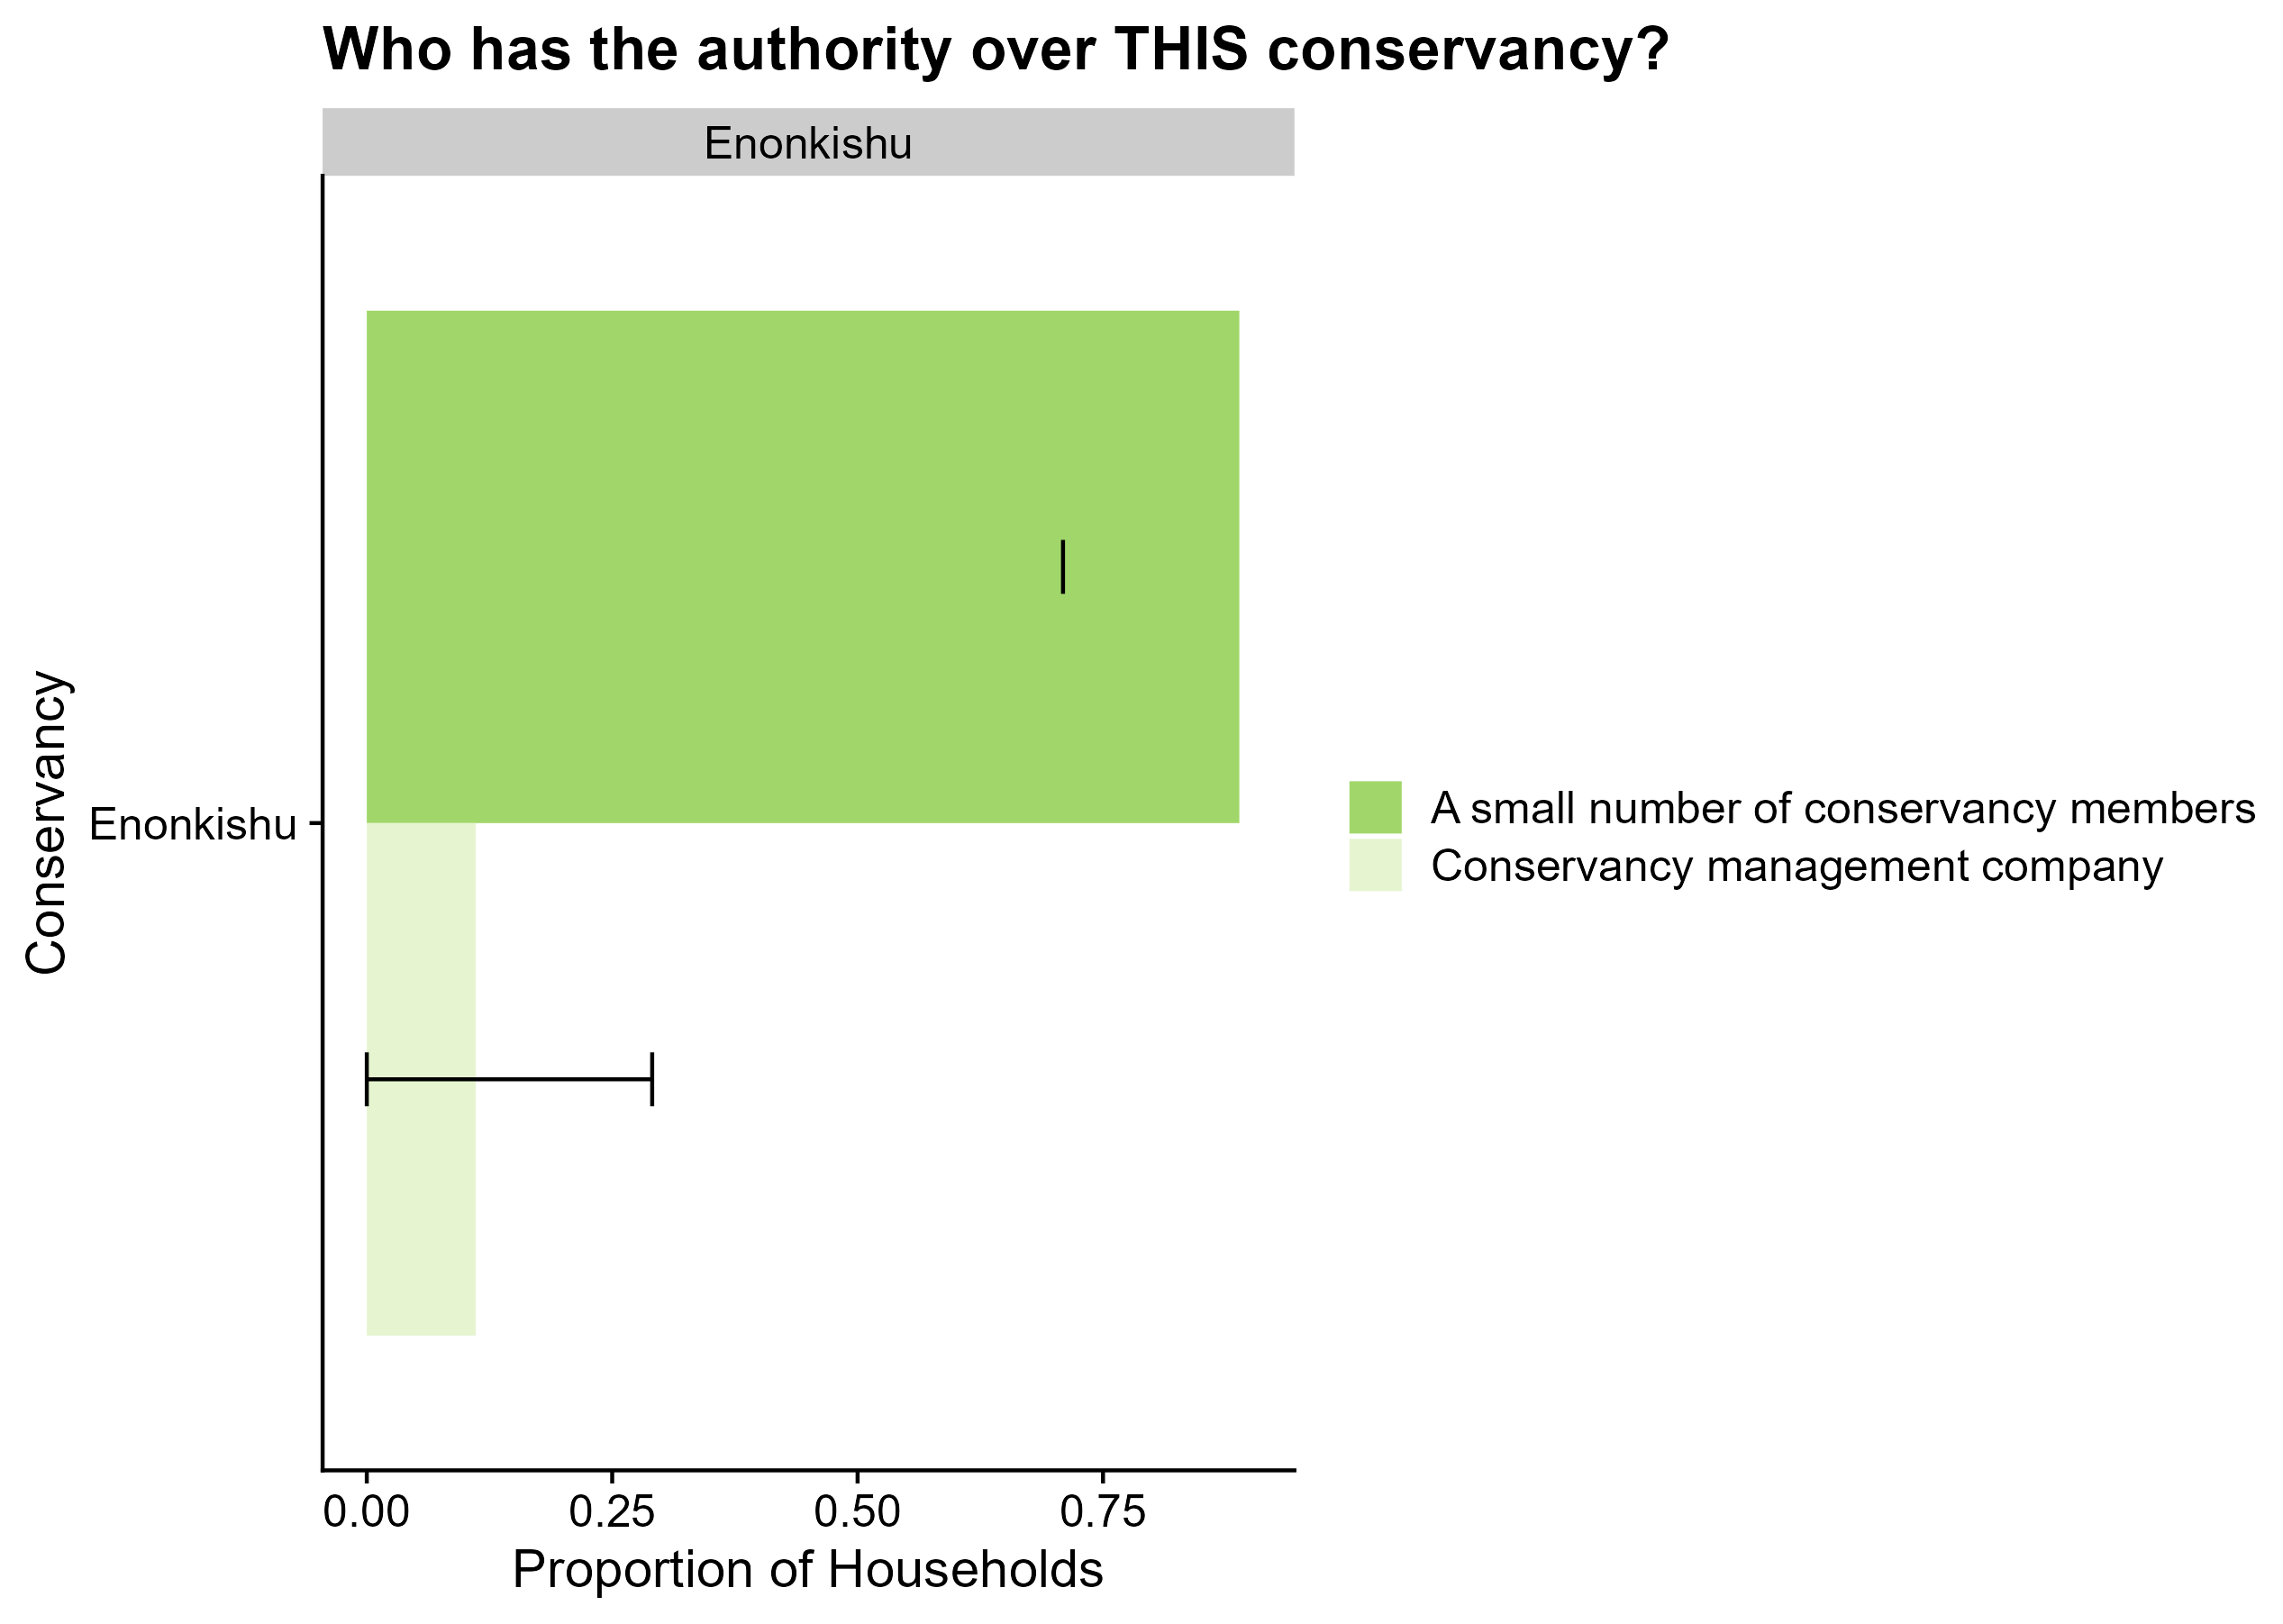 Who has the authority over THIS conservancy?
Enonkishu
Conservancy
Enonkishu
A small number of conservancy members
Conservancy management company
0.00 0.25 0.50 0.75
Proportion of Households